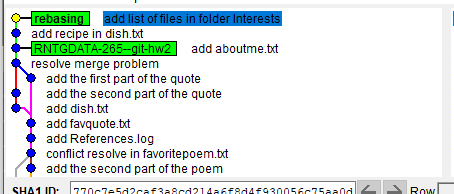 rebasing add list of files in folder Interests
add recipe in dish.txt
RNTGDATA-265--git-hw2 add aboutme.txt
resolve merge problem
add the first part of the quote
add the second part of the quote
add dish.txt
add favquote.txt
add References.log
conflict resolve in favoritepoem.txt
add the second part of the poem
SHA1 ID: 770c7e5d2caf3a8cd214a6f8d4f930056c75aa0d Row